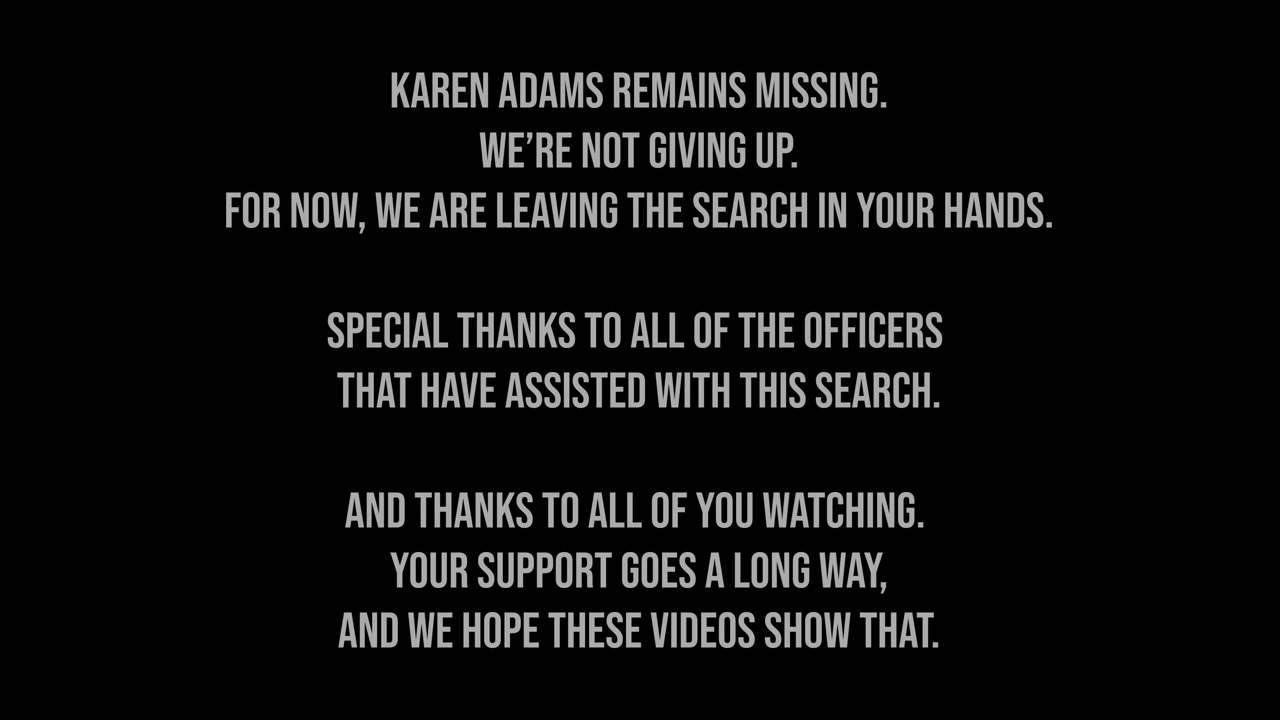 KAREN ADAMS REMAINS MISSING.
WE’RE NOT GIVING UP.
FOR NOW, WE ARE LEAVING THE SEARCH IN YOUR HANDS.
SPECIAL THANKS TO ALL OF THE OFFICERS
THAT HAVE ASSISTED WITH THIS SEARCH.
AND THANKS TO ALL OF YOU WATCHING.
YOUR SUPPORT GOES A LONG WAY,
AND WE HOPE THESE VIDEOS SHOW THAT.